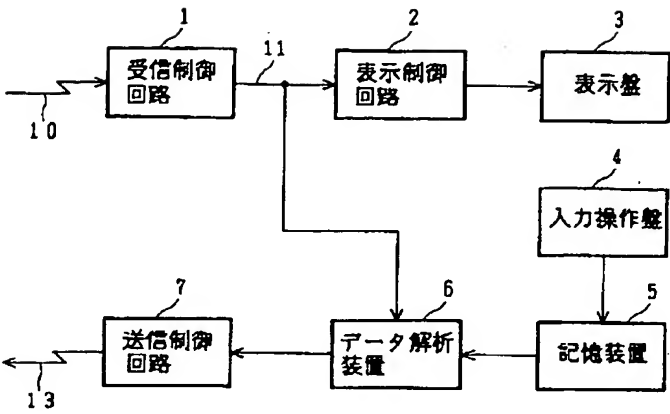 1
受信制御
回路
10
11
2
表示制御
回路
3
表示盤
4
入力操作盤
5
記憶装置
6
データ解析
装置
7
送信制御
回路
13